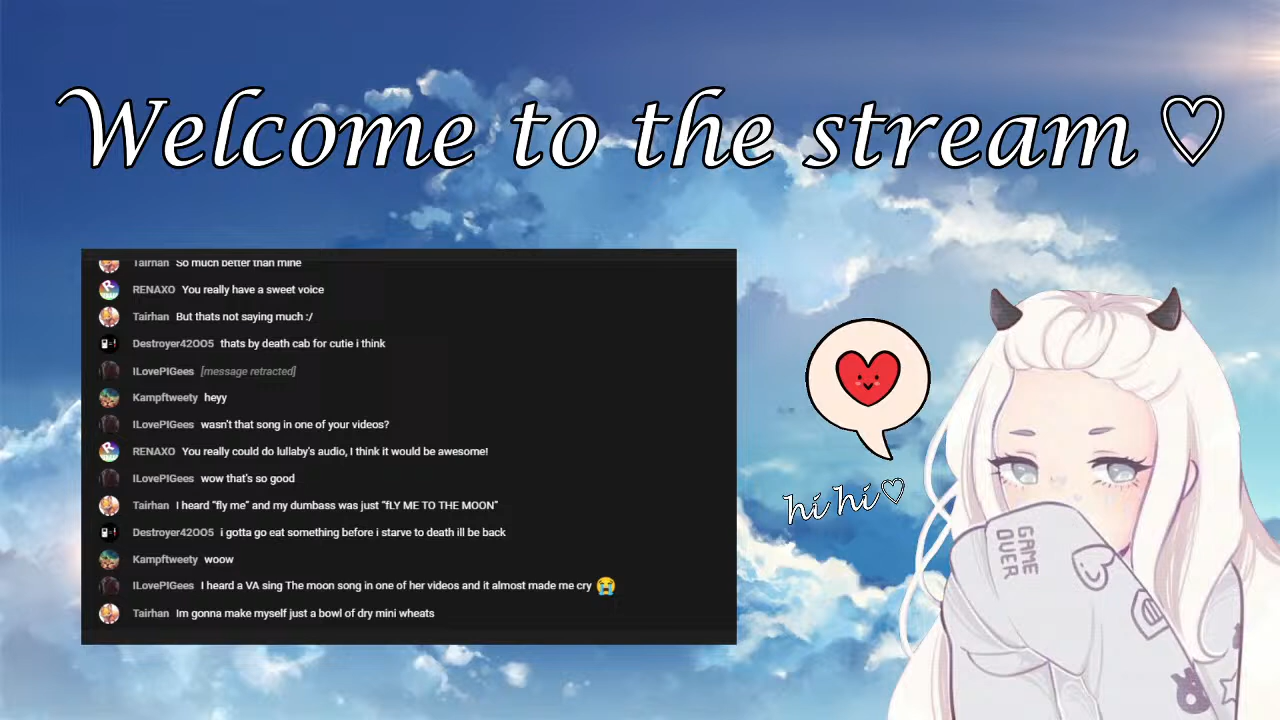 Welcome to the stream ♡
Tairhan So much better than mine
RENAXO You really have a sweet voice
Tairhan But thats not saying much :/
Destroyer42OO5 thats by death cab for cutie i think
ILovePIGees [message retracted]
Kampftweety heyy
ILovePIGees wasn't that song in one of your videos?
RENAXO You really could do lullaby's audio, I think it would be awesome!
ILovePIGees wow that's so good
Tairhan I heard "fly me" and my dumbass was just "fLY ME TO THE MOON"
Destroyer42OO5 i gotta go eat something before i starve to death ill be back
Kampftweety woow
ILovePIGees I heard a VA sing The moon song in one of her videos and it almost made me cry 😭
Tairhan Im gonna make myself just a bowl of dry mini wheats
hi hi ♡
GAME
OVER